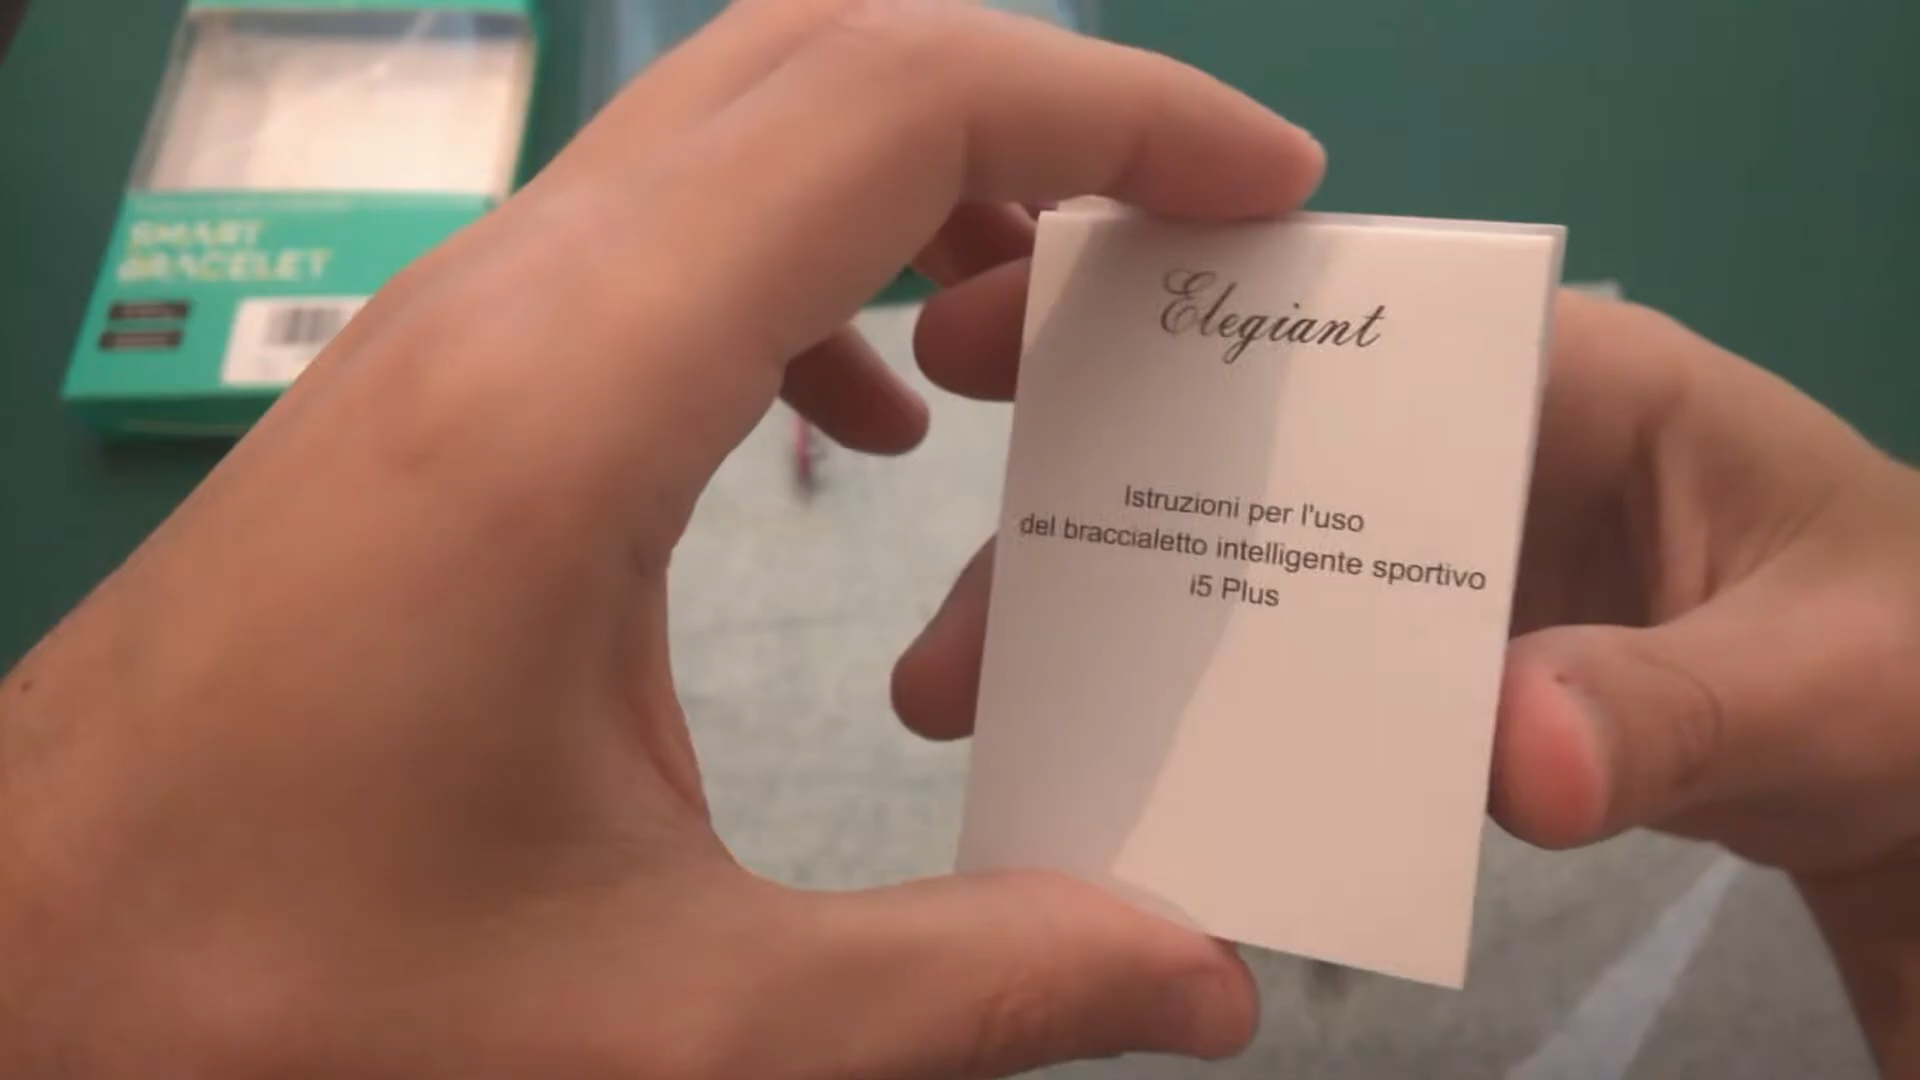 SMART
BRACELET
Elegiant
Istruzioni per l'uso
del braccialetto intelligente sportivo
i5 Plus